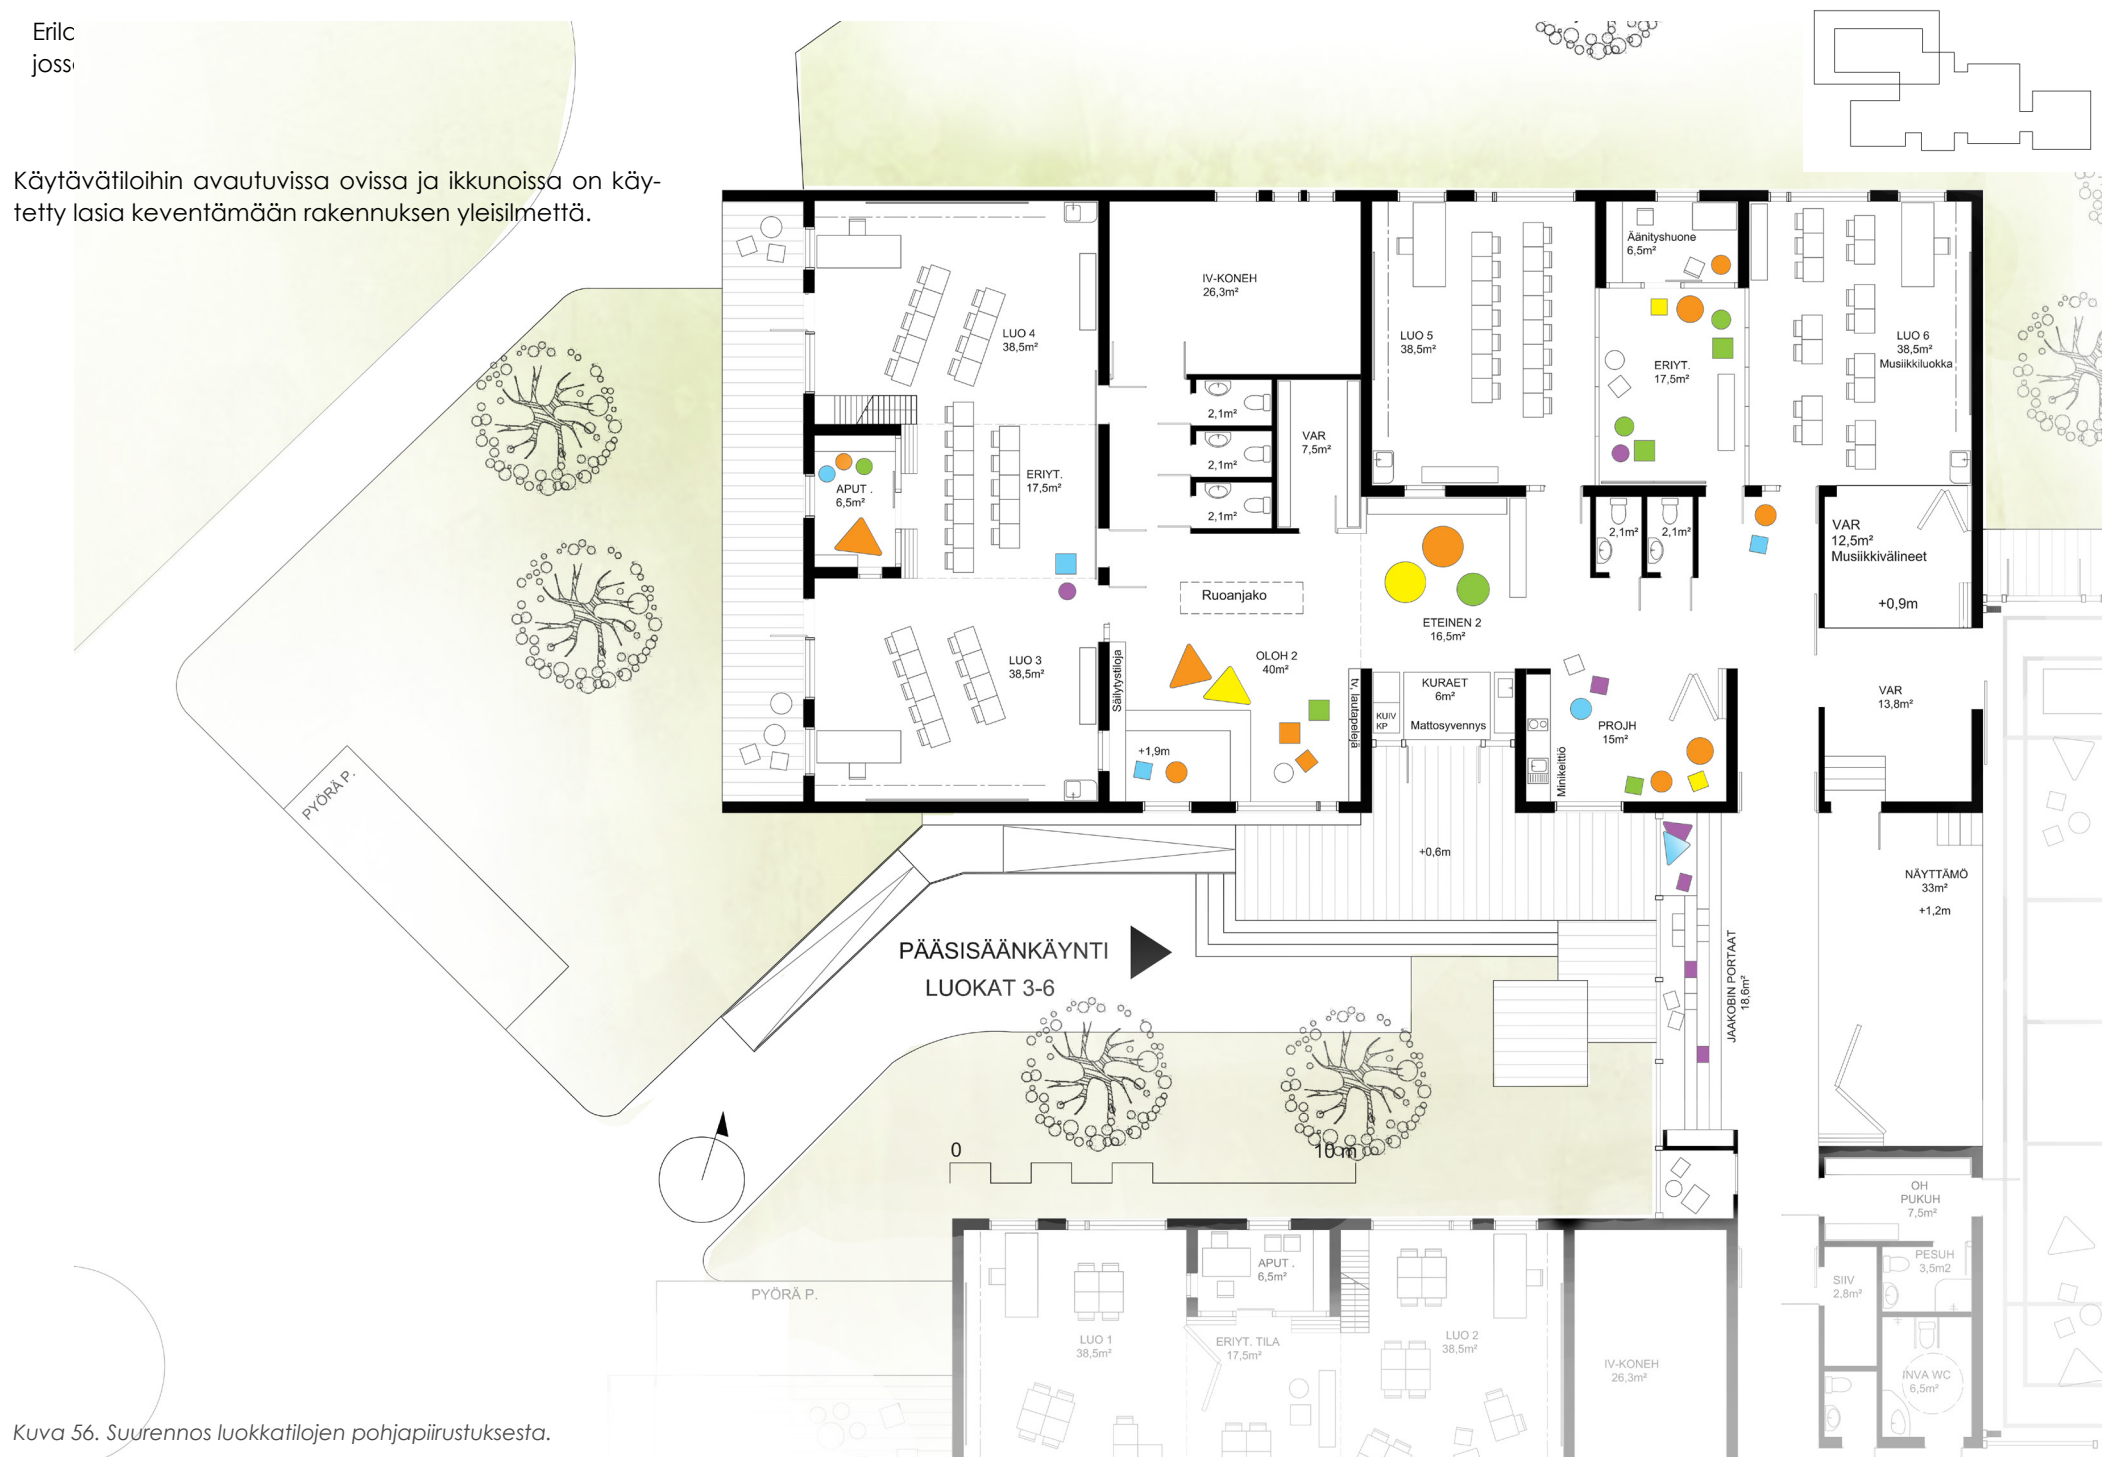 Käytävätiloihin avautuvissa ovissa ja ikkunoissa on käy-
tetty lasia keventämään rakennuksen yleisilmettä.
Äänityshuone
6,5m²
IV-KONEH
26,3m²
LUO 4
38,5m²
LUO 5
38,5m²
LUO 6
38,5m²
Musiikkiluokka
ERIYT.
17,5m²
2,1m²
VAR
7,5m²
2,1m²
2,1m²
APUT .
6,5m²
ERIYT.
17,5m²
2,1m²
2,1m²
VAR
12,5m²
Musiikkivälineet
+0,9m
Ruoanjako
ETEINEN 2
16,5m²
LUO 3
38,5m²
Säilytystiloja
OLOH 2
40m²
tv, lautapelejä
KURAET
6m²
Mattosyvennys
KUIV
KP
PROJH
15m²
Minikeittiö
VAR
13,8m²
+1,9m
PYÖRÄ P.
+0,6m
NÄYTTÄMÖ
33m²
+1,2m
PÄÄSISÄÄNKÄYNTI
LUOKAT 3-6
JAAKOBIN PORTAAT
18,6m²
0
10 m
OH
PUKUH
7,5m²
PESUH
3,5m2
SIIV
2,8m²
APUT .
6,5m²
PYÖRÄ P.
LUO 1
38,5m²
ERIYT. TILA
17,5m²
LUO 2
38,5m²
IV-KONEH
26,3m²
INVA WC
6,5m²
Kuva 56. Suurennos luokkatilojen pohjapiirustuksesta.